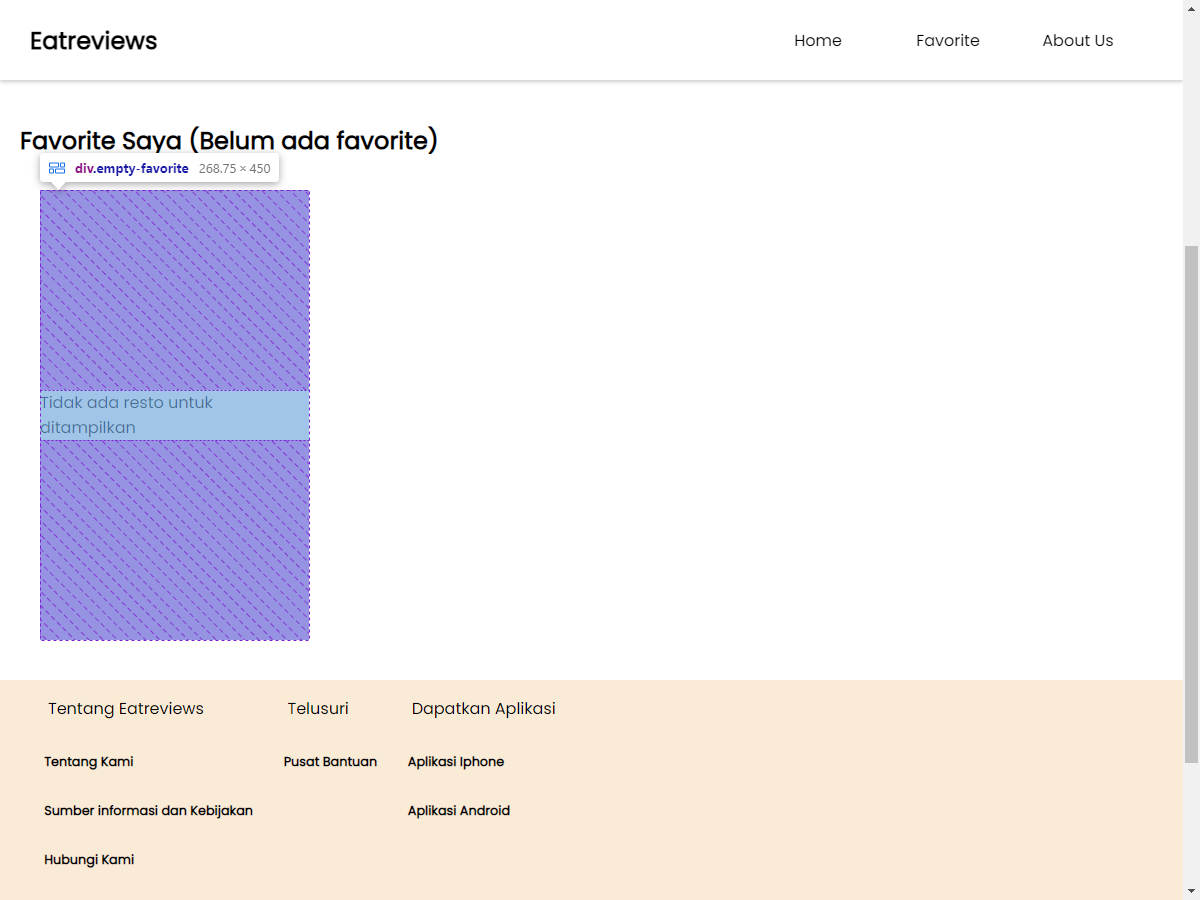 Eatreviews
Home Favorite About Us
Favorite Saya (Belum ada favorite)
div.empty-favorite 268.75 × 450
Tidak ada resto untuk
ditampilkan
Tentang Eatreviews Telusuri Dapatkan Aplikasi
Tentang Kami Pusat Bantuan Aplikasi Iphone
Sumber informasi dan Kebijakan Aplikasi Android
Hubungi Kami